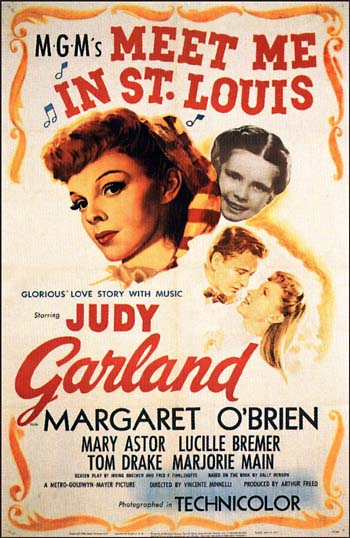 M·G·M's MEET ME
IN ST. LOUIS
GLORIOUS LOVE STORY WITH MUSIC
Starring JUDY
Garland
MARGARET O'BRIEN
MARY ASTOR LUCILLE BREMER
TOM DRAKE MARJORIE MAIN
SCREEN PLAY BY IRVING BRECHER AND FRED F. FINKLEHOFFE BASED ON THE BOOK BY SALLY BENSON
A METRO-GOLDWYN-MAYER PICTURE DIRECTED BY VINCENTE MINNELLI PRODUCED BY ARTHUR FREED
Photographed in TECHNICOLOR